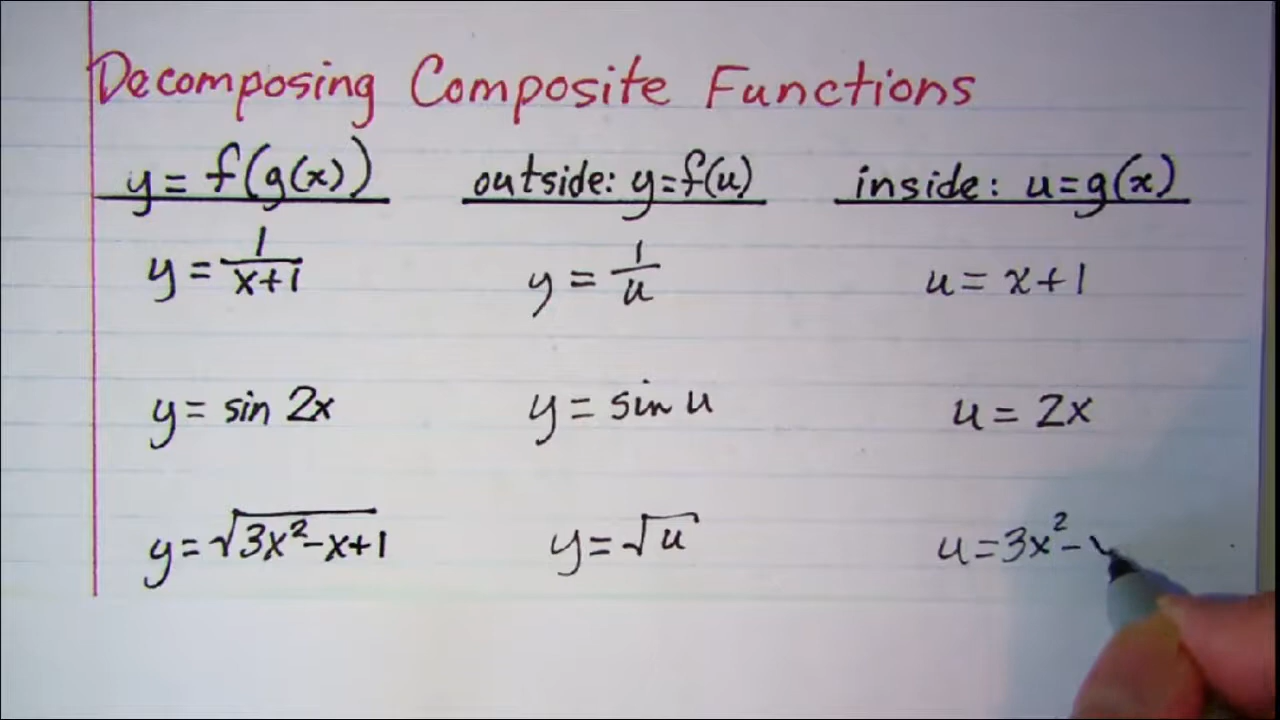 Decomposing Composite Functions
y = f(g(x)) outside: y=f(u) inside: u=g(x)
y = 1/(x+1) y = 1/u u = x+1
y = sin 2x y = sin u u = 2x
y = √(3x²-x+1) y = √u u = 3x² -